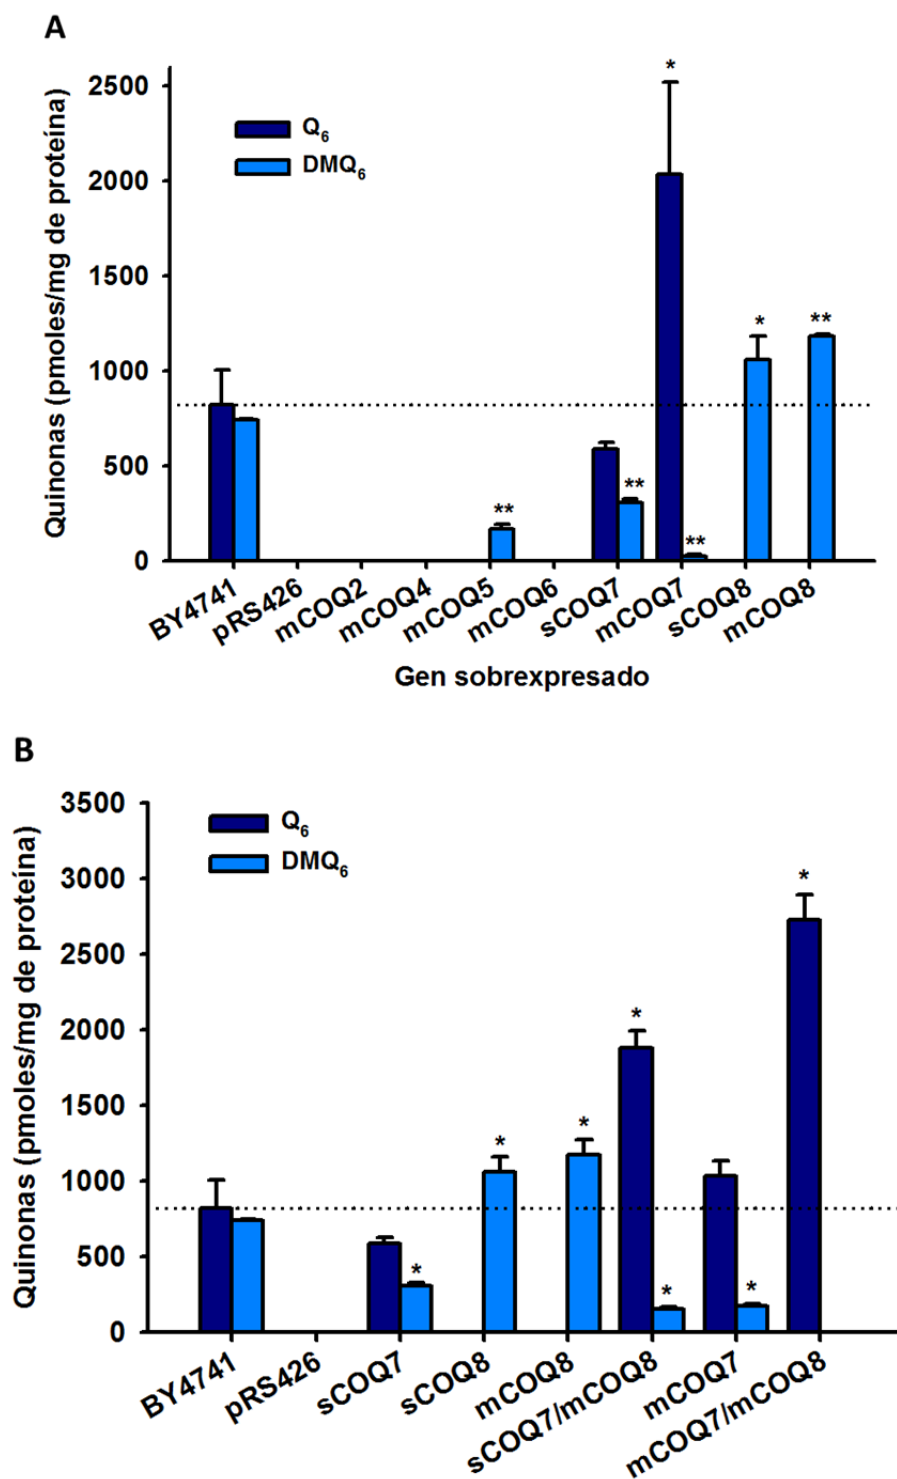 A
Quinonas (pmoles/mg de proteína)
2500
2000
1500
1000
500
0
Q6
DMQ6
*
**
**
**
*
**
**
BY4741
pRS426
mCOQ2
mCOQ4
mCOQ5
mCOQ6
sCOQ7
mCOQ7
sCOQ8
mCOQ8
Gen sobrexpresado
B
Quinonas (pmoles/mg de proteína)
3500
3000
2500
2000
1500
1000
500
0
Q6
DMQ6
*
*
*
*
*
*
*
BY4741
pRS426
sCOQ7
sCOQ8
mCOQ8
sCOQ7/mCOQ8
mCOQ7
mCOQ7/mCOQ8